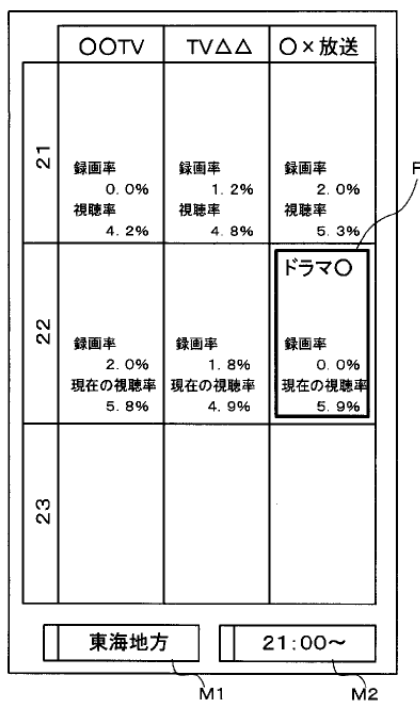 〇〇TV TV△△ 〇×放送
21
録画率 録画率 録画率
0.0% 1.2% 2.0%
視聴率 視聴率 視聴率
4.2% 4.8% 5.3%
F
22
ドラマ〇
録画率 録画率 録画率
2.0% 1.8% 0.0%
現在の視聴率 現在の視聴率 現在の視聴率
5.8% 4.9% 5.9%
23
東海地方 21:00～
M1 M2